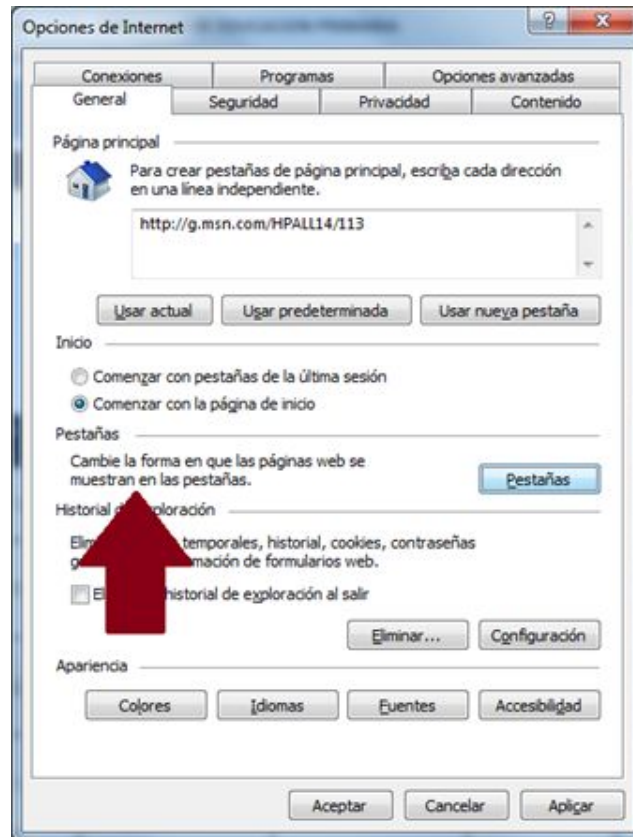 Opciones de Internet
Conexiones Programas Opciones avanzadas
General Seguridad Privacidad Contenido
Página principal
Para crear pestañas de página principal, escriba cada dirección
en una línea independiente.
http://g.msn.com/HPALL14/113
Usar actual Usar predeterminada Usar nueva pestaña
Inicio
Comenzar con pestañas de la última sesión
Comenzar con la página de inicio
Pestañas
Cambie la forma en que las páginas web se
muestran en las pestañas.
Pestañas
Historial
temporales, historial, cookies, contraseñas
de formularios web.
historial de exploración al salir
Eliminar... Configuración
Apariencia
Colores Idiomas Fuentes Accesibilidad
Aceptar Cancelar Aplicar